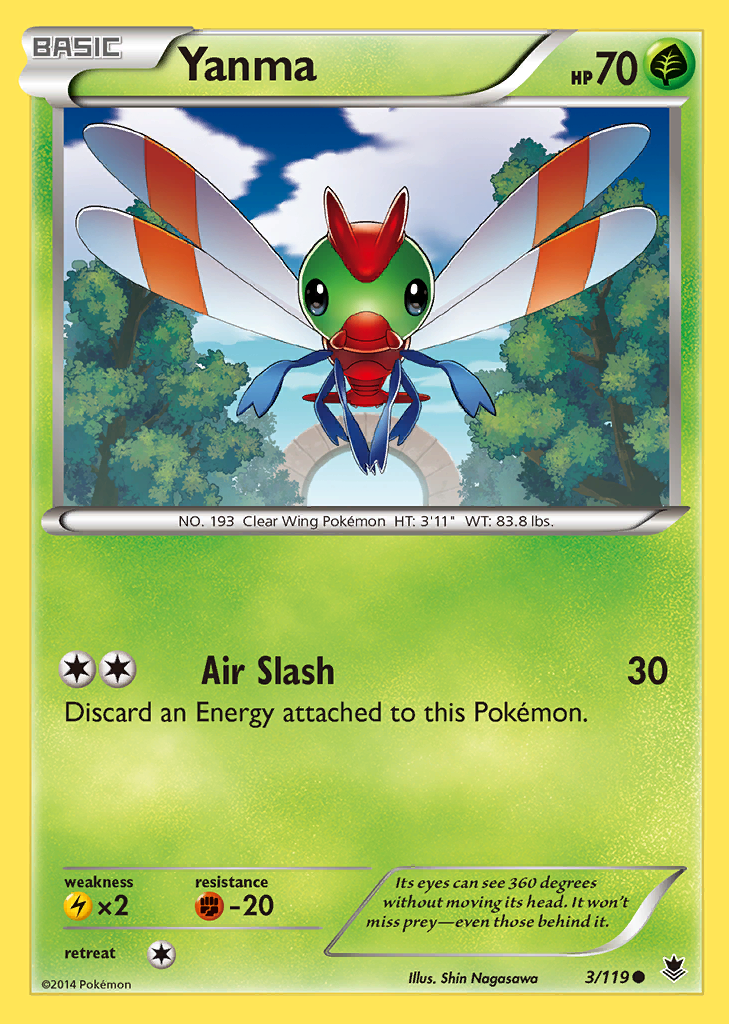 BASIC
Yanma
HP 70
NO. 193 Clear Wing Pokémon HT: 3'11" WT: 83.8 lbs.
Air Slash 30
Discard an Energy attached to this Pokémon.
weakness
×2
resistance
-20
retreat
Its eyes can see 360 degrees
without moving its head. It won't
miss prey—even those behind it.
©2014 Pokémon
Illus. Shin Nagasawa
3/119